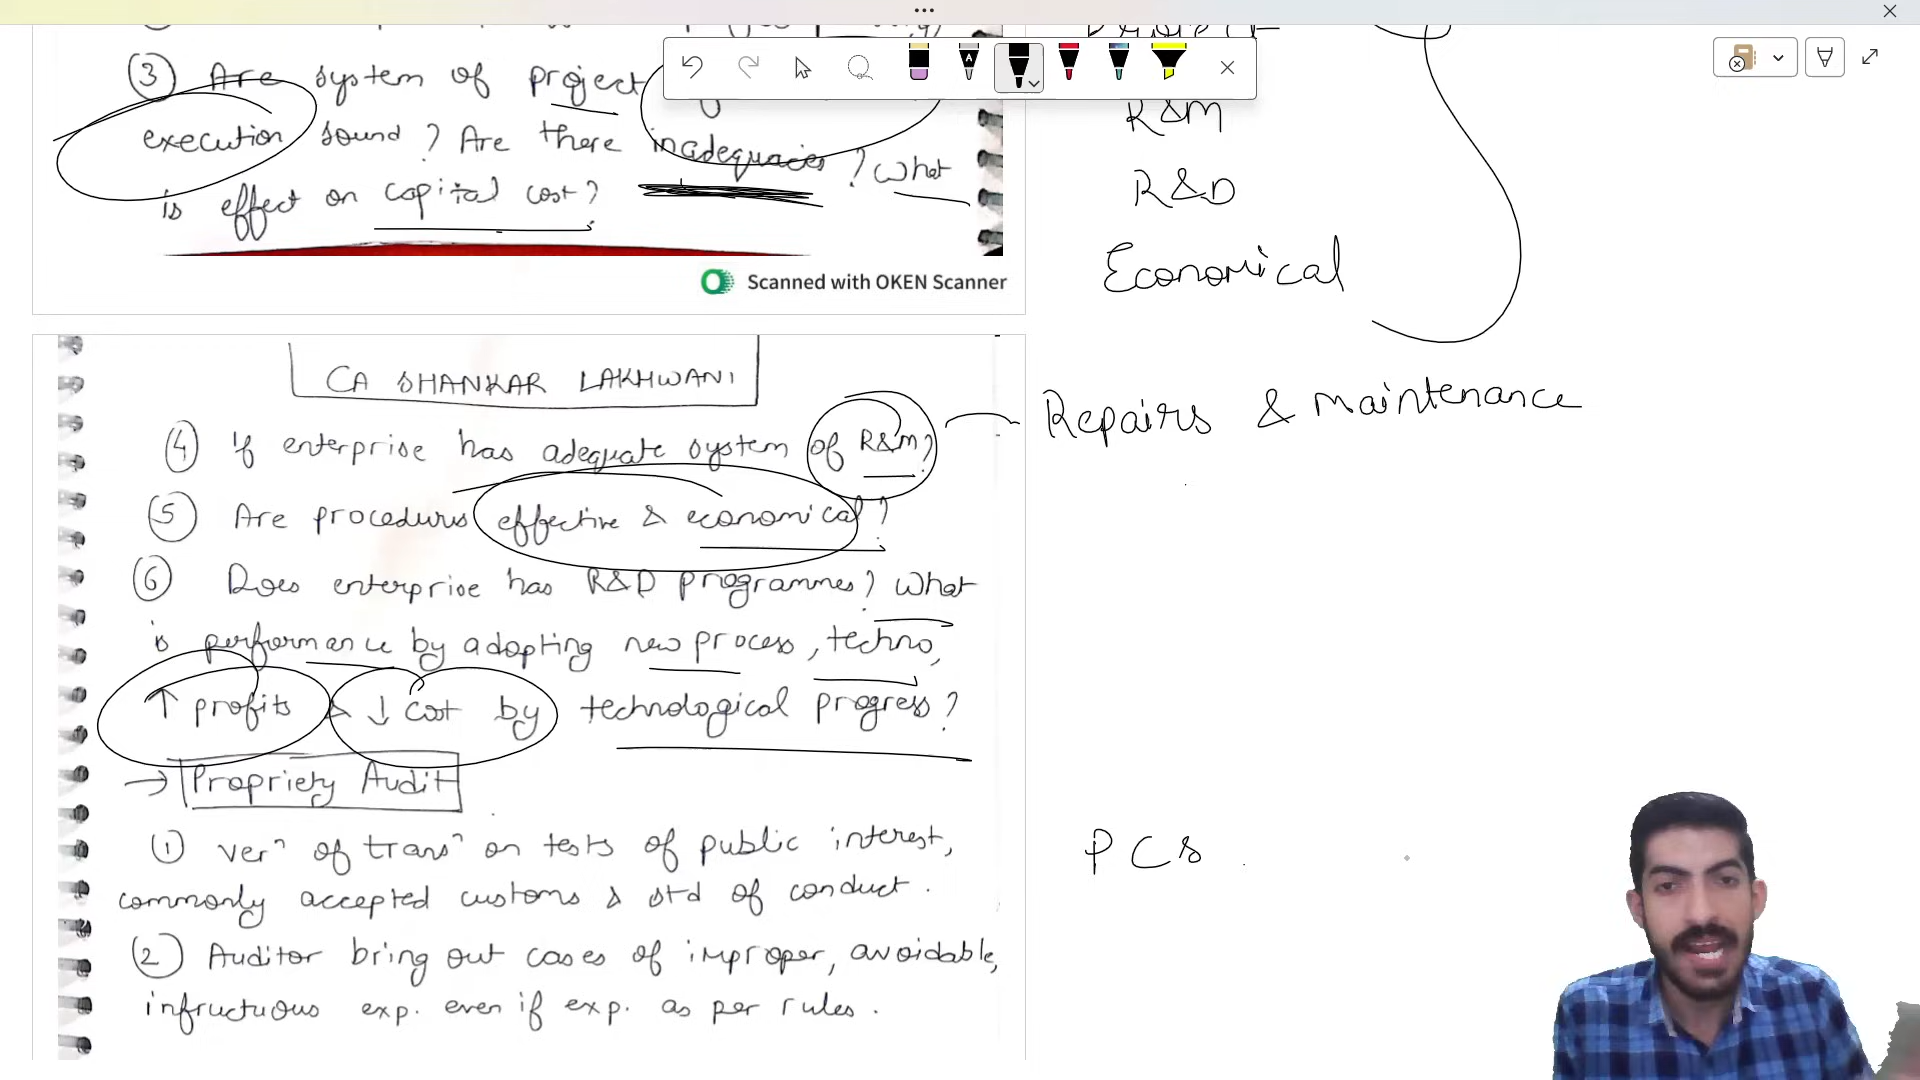 ③ Are system of project
execution sound? Are there inadequacies? What
is effect on capital cost?
Scanned with OKEN Scanner
R&M
R&D
Economical
CA SHANKAR LAKHWANI
④ If enterprise has adequate system of R&M?
Repairs & maintenance
⑤ Are procedures effective & economical?
⑥ Does enterprise has R&D programmes? What
is performance by adopting new process, techno,
↑ profits & ↓ cost by technological progress?
→ Propriety Audit
① verⁿ of transⁿ on tests of public interest,
commonly accepted customs & std of conduct.
② Auditor bring out cases of improper, avoidable,
infructuous exp. even if exp. as per rules.
PCS